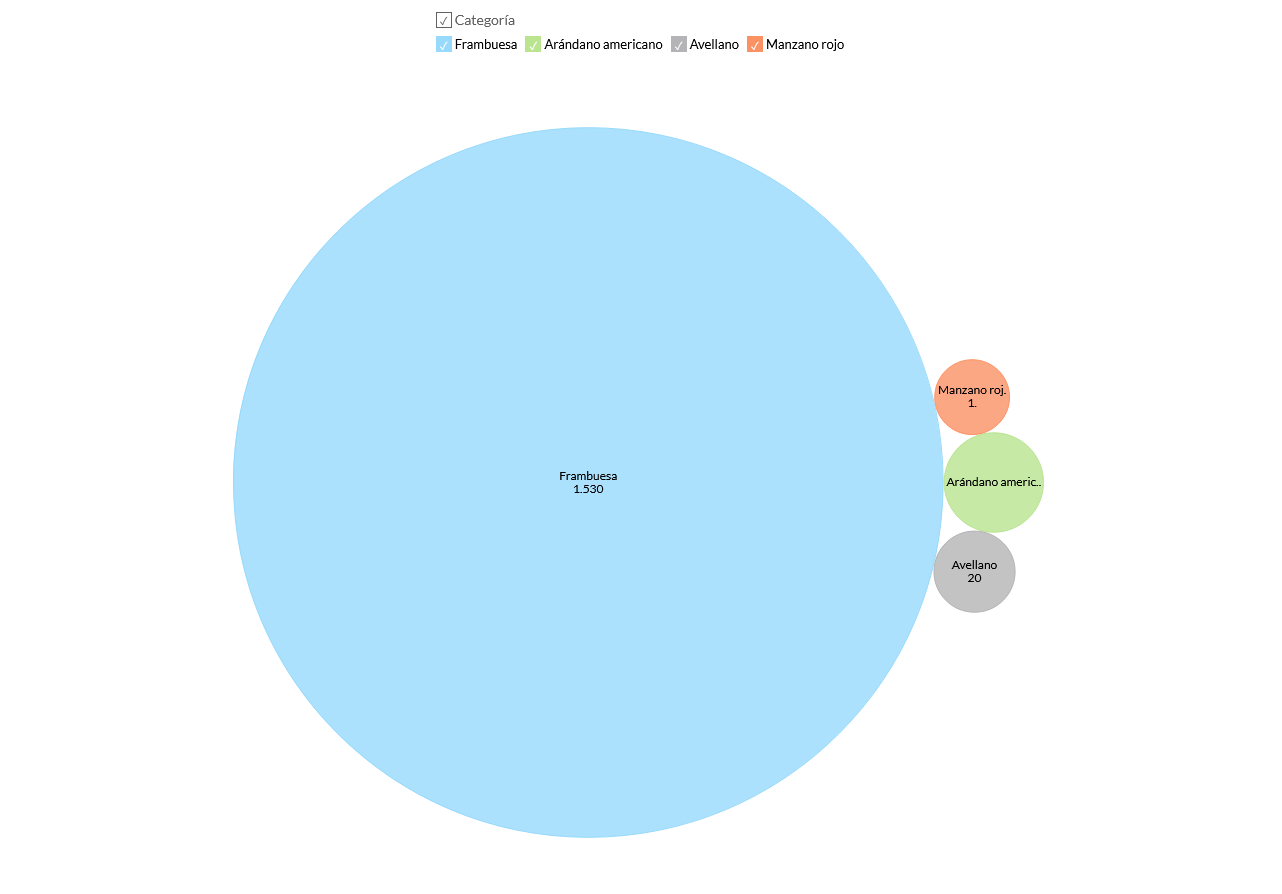 Categoría
Frambuesa Arándano americano Avellano Manzano rojo
Manzano roj.
1.
Frambuesa
1.530
Arándano americ..
Avellano
20